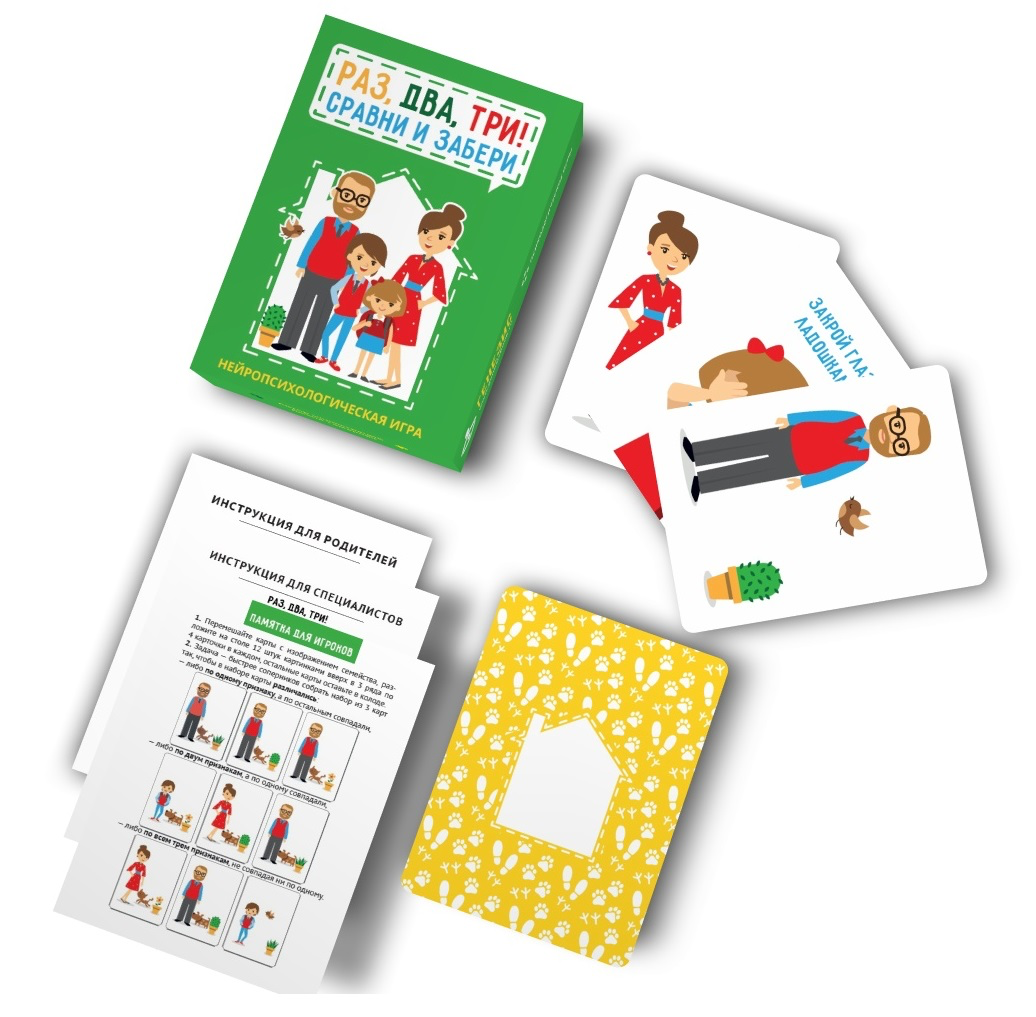 РАЗ, ДВА, ТРИ!
СРАВНИ И ЗАБЕРИ
НЕЙРОПСИХОЛОГИЧЕСКАЯ ИГРА
ГЕНЕЗИС
ЗАКРОЙ ГЛА
ЛАДОШКАМ
ИНСТРУКЦИЯ ДЛЯ РОДИТЕЛЕЙ
ИНСТРУКЦИЯ ДЛЯ СПЕЦИАЛИСТОВ
РАЗ, ДВА, ТРИ!
ПАМЯТКА ДЛЯ ИГРОКОВ
1. Перемешайте карты с изображением семейства, раз-
ложите на столе 12 штук картинками вверх в 3 ряда по
4 карточки в каждом, остальные карты оставьте в колоде.
2. Задача — быстрее соперников собрать набор из 3 карт
так, чтобы в наборе карты различались:
— либо по одному признаку, а по остальным совпадали,
— либо по двум признакам, а по одному совпадали,
— либо по всем трем признакам, не совпадая ни по одному.